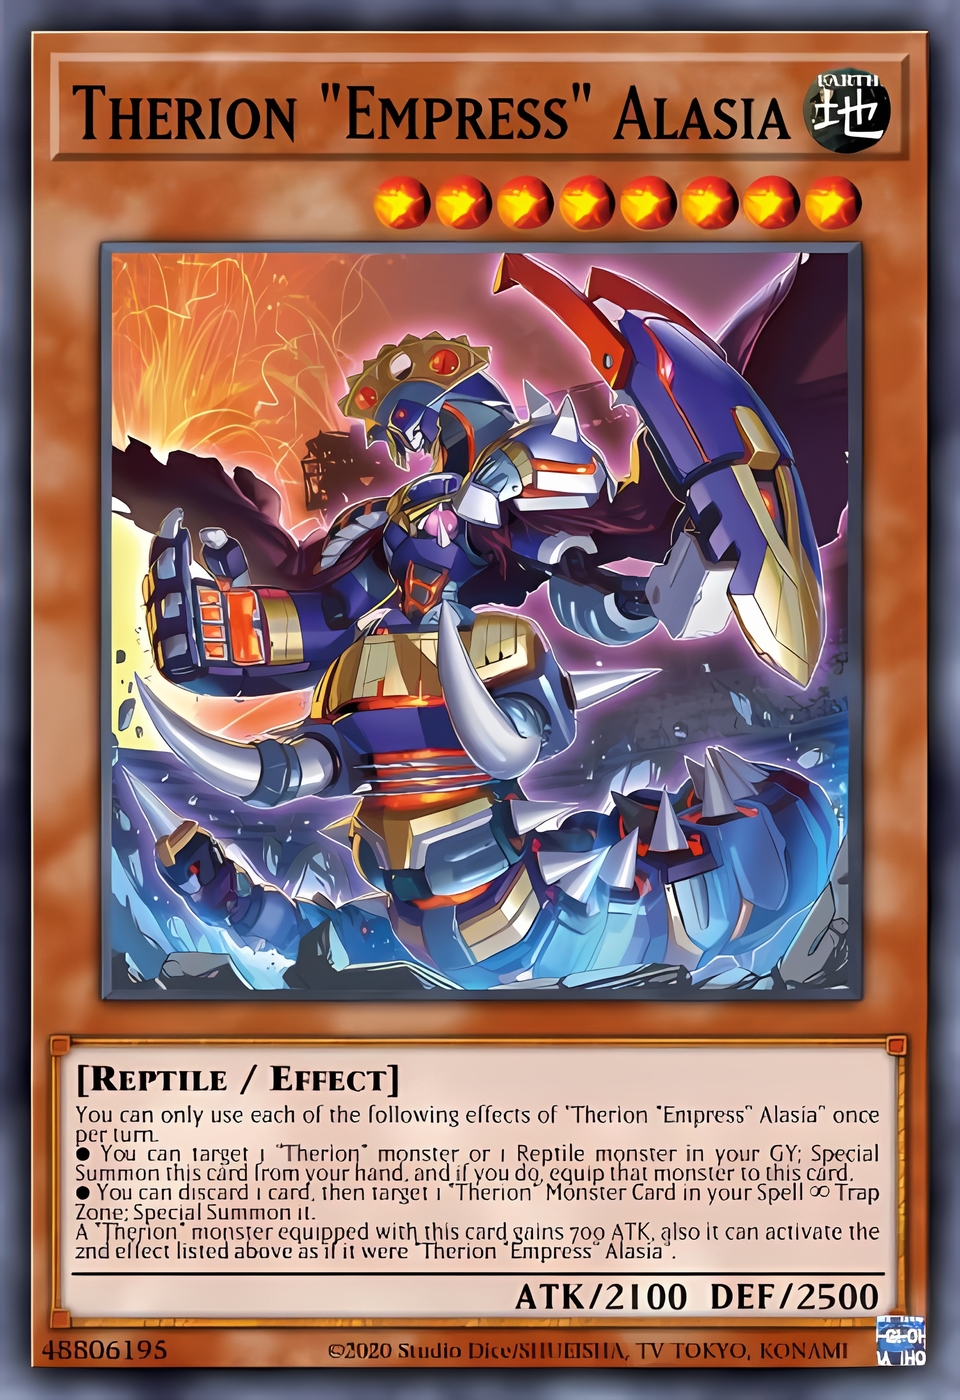 THERION "EMPRESS" ALASIA
EARTH
地
[REPTILE / EFFECT]
You can only use each of the following effects of "Therion "Empress" Alasia" once
per turn.
● You can target 1 "Therion" monster or 1 Reptile monster in your GY; Special
Summon this card from your hand, and if you do, equip that monster to this card.
● You can discard 1 card, then target 1 "Therion" Monster Card in your Spell & Trap
Zone; Special Summon it.
A "Therion" monster equipped with this card gains 700 ATK, also it can activate the
2nd effect listed above as if it were "Therion "Empress" Alasia".
ATK/2100 DEF/2500
48806195
©2020 Studio Dice/SHUEISHA, TV TOKYO, KONAMI